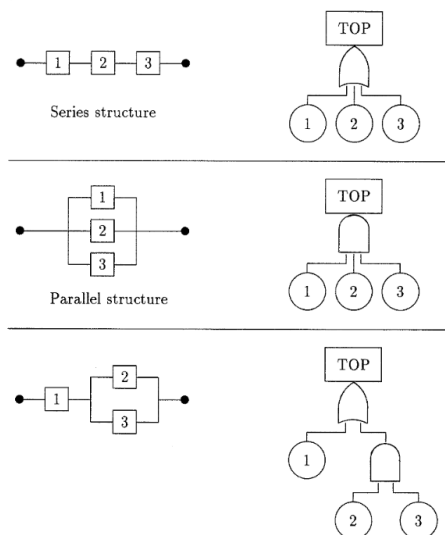 TOP
1 2 3
Series structure
1 2 3
TOP
1
2
3
Parallel structure
1 2 3
TOP
2
1
3
1
2 3